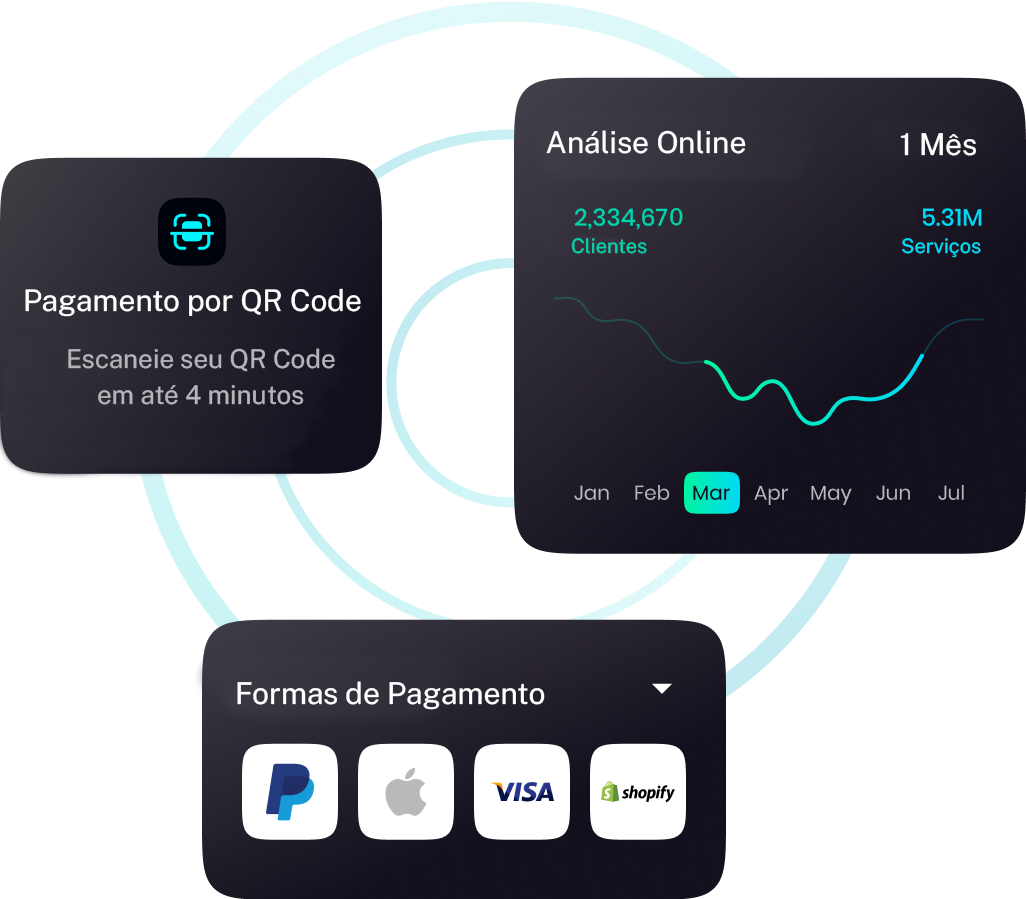 Análise Online
1 Mês
2,334,670
Clientes
5.31M
Serviços
Jan Feb Mar Apr May Jun Jul
Pagamento por QR Code
Escaneie seu QR Code
em até 4 minutos
Formas de Pagamento
VISA
shopify